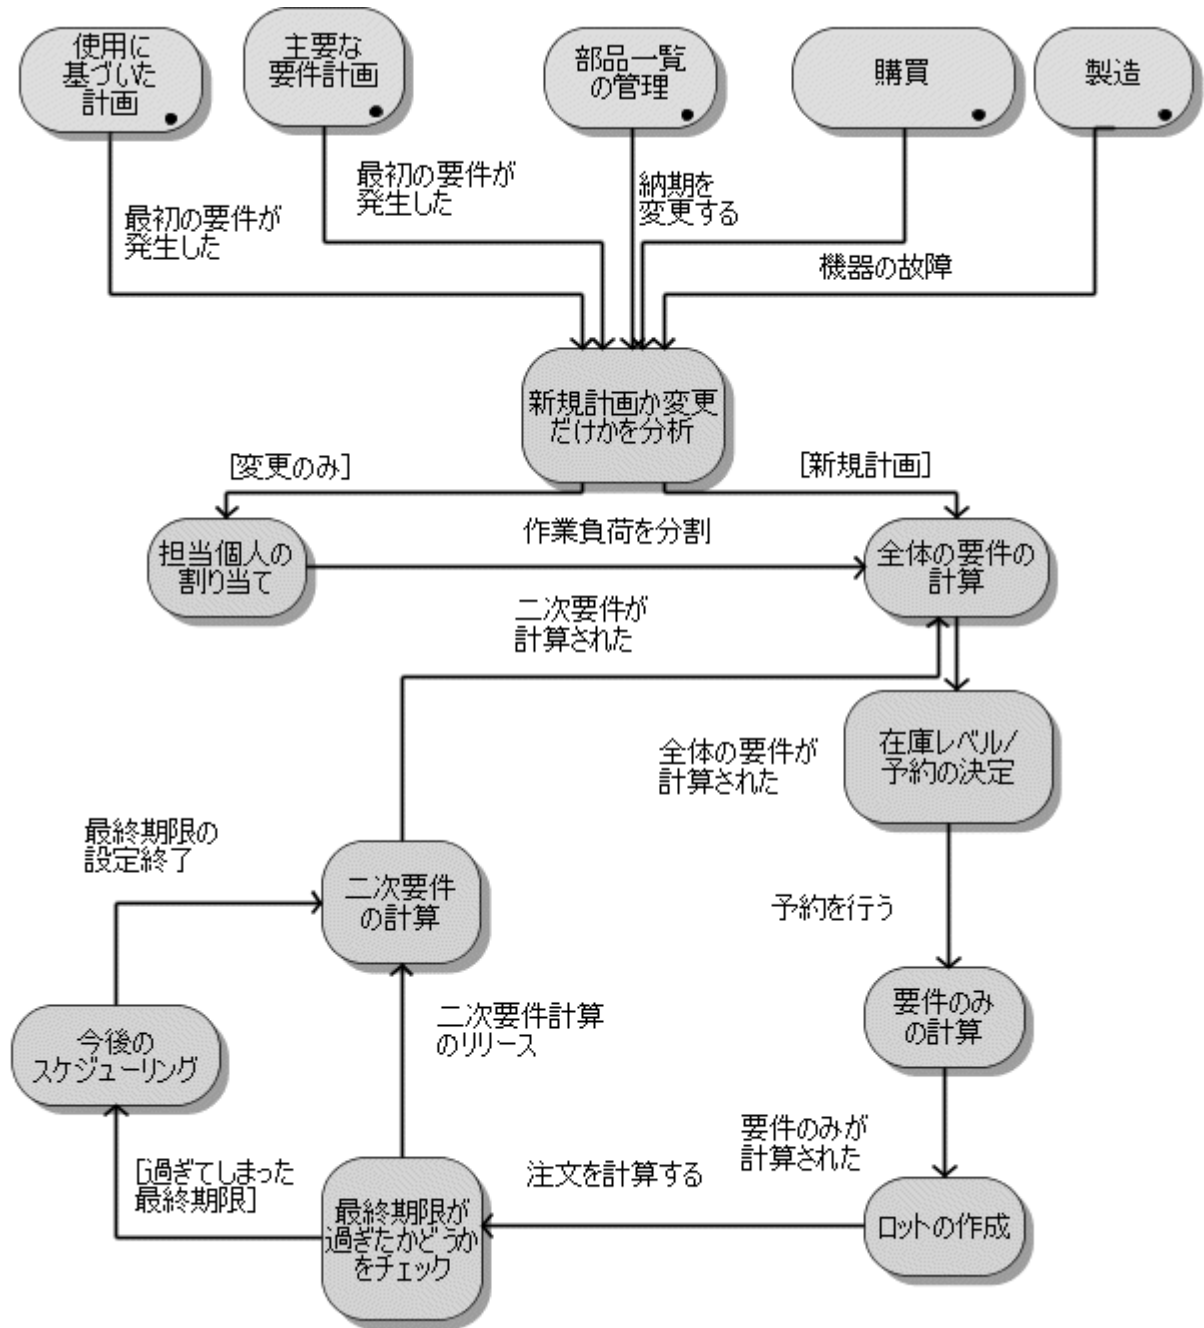 使用に
基づいた
計画
主要な
要件計画
部品一覧
の管理
購買
製造
最初の要件が
発生した
最初の要件が
発生した
納期を
変更する
機器の故障
新規計画か変更
だけかを分析
[変更のみ]
[新規計画]
担当個人の
割り当て
作業負荷を分割
全体の要件の
計算
二次要件が
計算された
全体の要件が
計算された
在庫レベル/
予約の決定
最終期限の
設定終了
二次要件
の計算
予約を行う
要件のみ
の計算
今後の
スケジューリング
二次要件計算
のリリース
要件のみが
計算された
[過ぎてしまった
最終期限]
注文を計算する
最終期限が
過ぎたかどうか
をチェック
ロットの作成